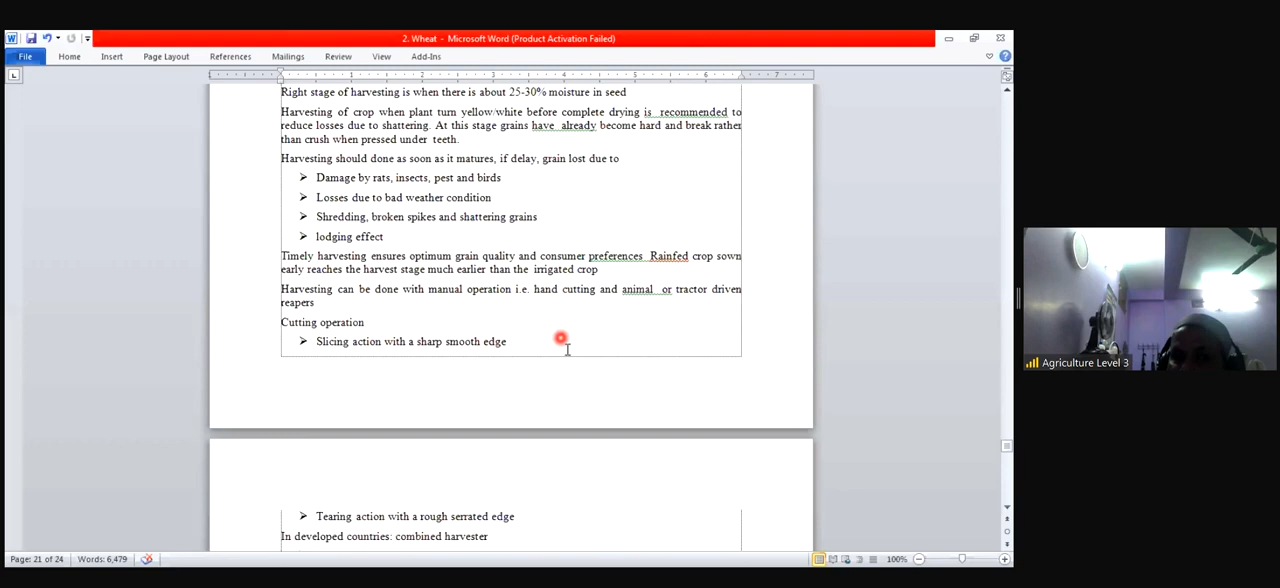 2. Wheat - Microsoft Word (Product Activation Failed)
File Home Insert Page Layout References Mailings Review View Add-Ins
Right stage of harvesting is when there is about 25-30% moisture in seed
Harvesting of crop when plant turn yellow/white before complete drying is recommended to
reduce losses due to shattering. At this stage grains have already become hard and break rather
than crush when pressed under teeth.
Harvesting should done as soon as it matures, if delay, grain lost due to
➤ Damage by rats, insects, pest and birds
➤ Losses due to bad weather condition
➤ Shredding, broken spikes and shattering grains
➤ lodging effect
Timely harvesting ensures optimum grain quality and consumer preferences Rainfed crop sown
early reaches the harvest stage much earlier than the irrigated crop
Harvesting can be done with manual operation i.e. hand cutting and animal or tractor driven
reapers
Cutting operation
➤ Slicing action with a sharp smooth edge
➤ Tearing action with a rough serrated edge
In developed countries: combined harvester
Page: 21 of 24 Words: 6,479 100%
Agriculture Level 3